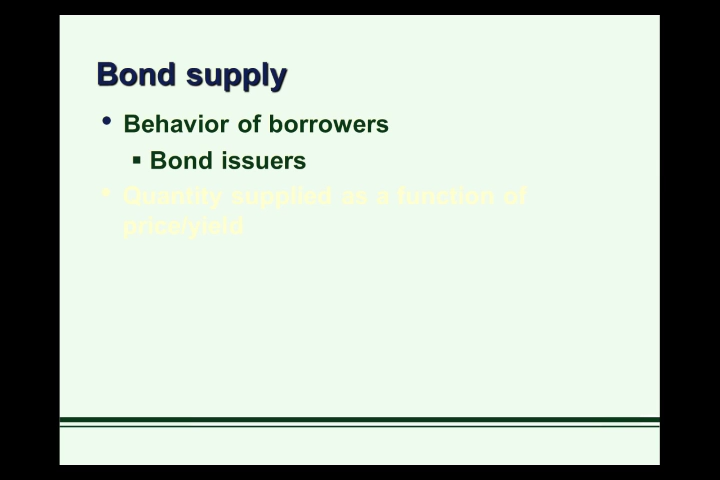 Bond supply
• Behavior of borrowers
▪ Bond issuers
• Quantity supplied as a function of
price/yield